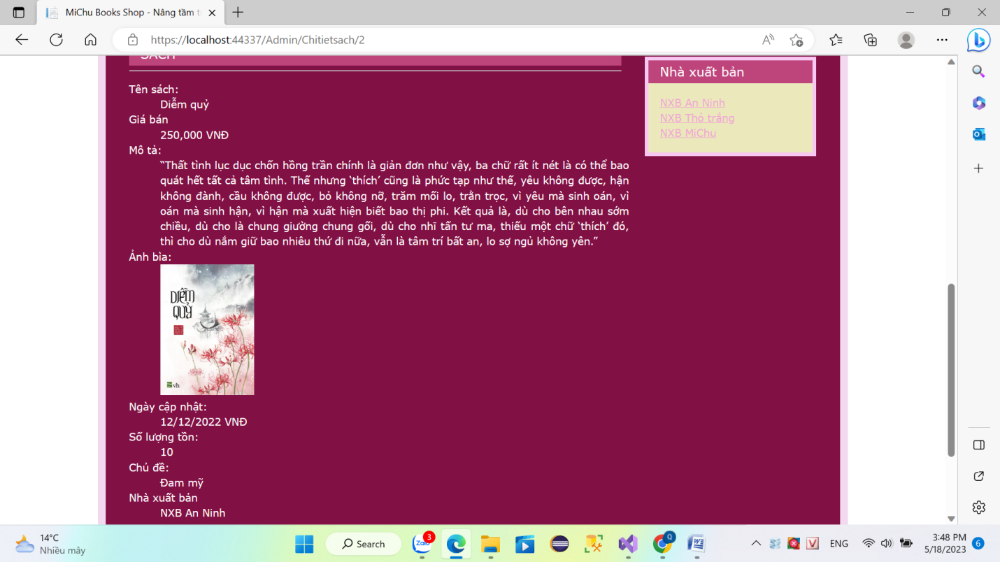 MiChu Books Shop - Nâng tầm t
https://localhost:44337/Admin/Chitietsach/2
SÁCH
Tên sách:
Diễm quỷ
Giá bán
250,000 VNĐ
Mô tả:
“Thất tình lục dục chốn hồng trần chính là giản đơn như vậy, ba chữ rất ít nét là có thể bao
quát hết tất cả tâm tình. Thế nhưng ‘thích’ cũng là phức tạp như thế, yêu không được, hận
không đành, cầu không được, bỏ không nỡ, trăm mối lo, trằn trọc, vì yêu mà sinh oán, vì
oán mà sinh hận, vì hận mà xuất hiện biết bao thị phi. Kết quả là, dù cho bên nhau sớm
chiều, dù cho là chung giường chung gối, dù cho nhĩ tấn tư ma, thiếu một chữ ‘thích’ đó,
thì cho dù nắm giữ bao nhiêu thứ đi nữa, vẫn là tâm trí bất an, lo sợ ngủ không yên.”
Ảnh bìa:
DIỄM
QUỶ
vh
Ngày cập nhật:
12/12/2022 VNĐ
Số lượng tồn:
10
Chủ đề:
Đam mỹ
Nhà xuất bản
NXB An Ninh
Nhà xuất bản
NXB An Ninh
NXB Thỏ trắng
NXB MiChu
14°C
Nhiều mây
Search
Zalo
3
Q
ENG
3:48 PM
5/18/2023
6